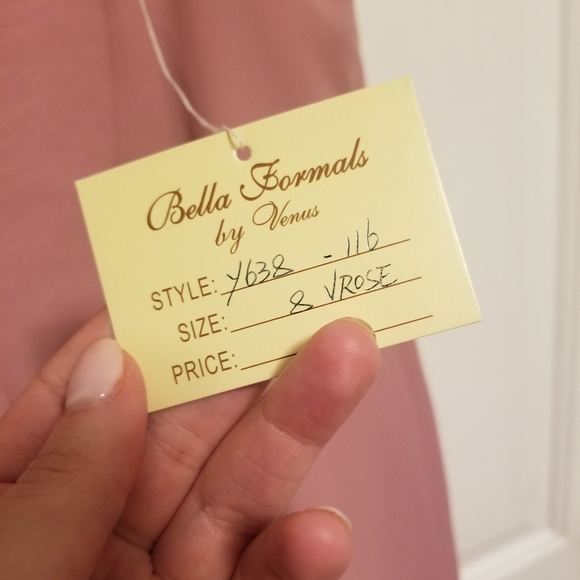 Bella Formals
by Venus
STYLE: Y638 - 116
SIZE: 8 VROSE
PRICE: